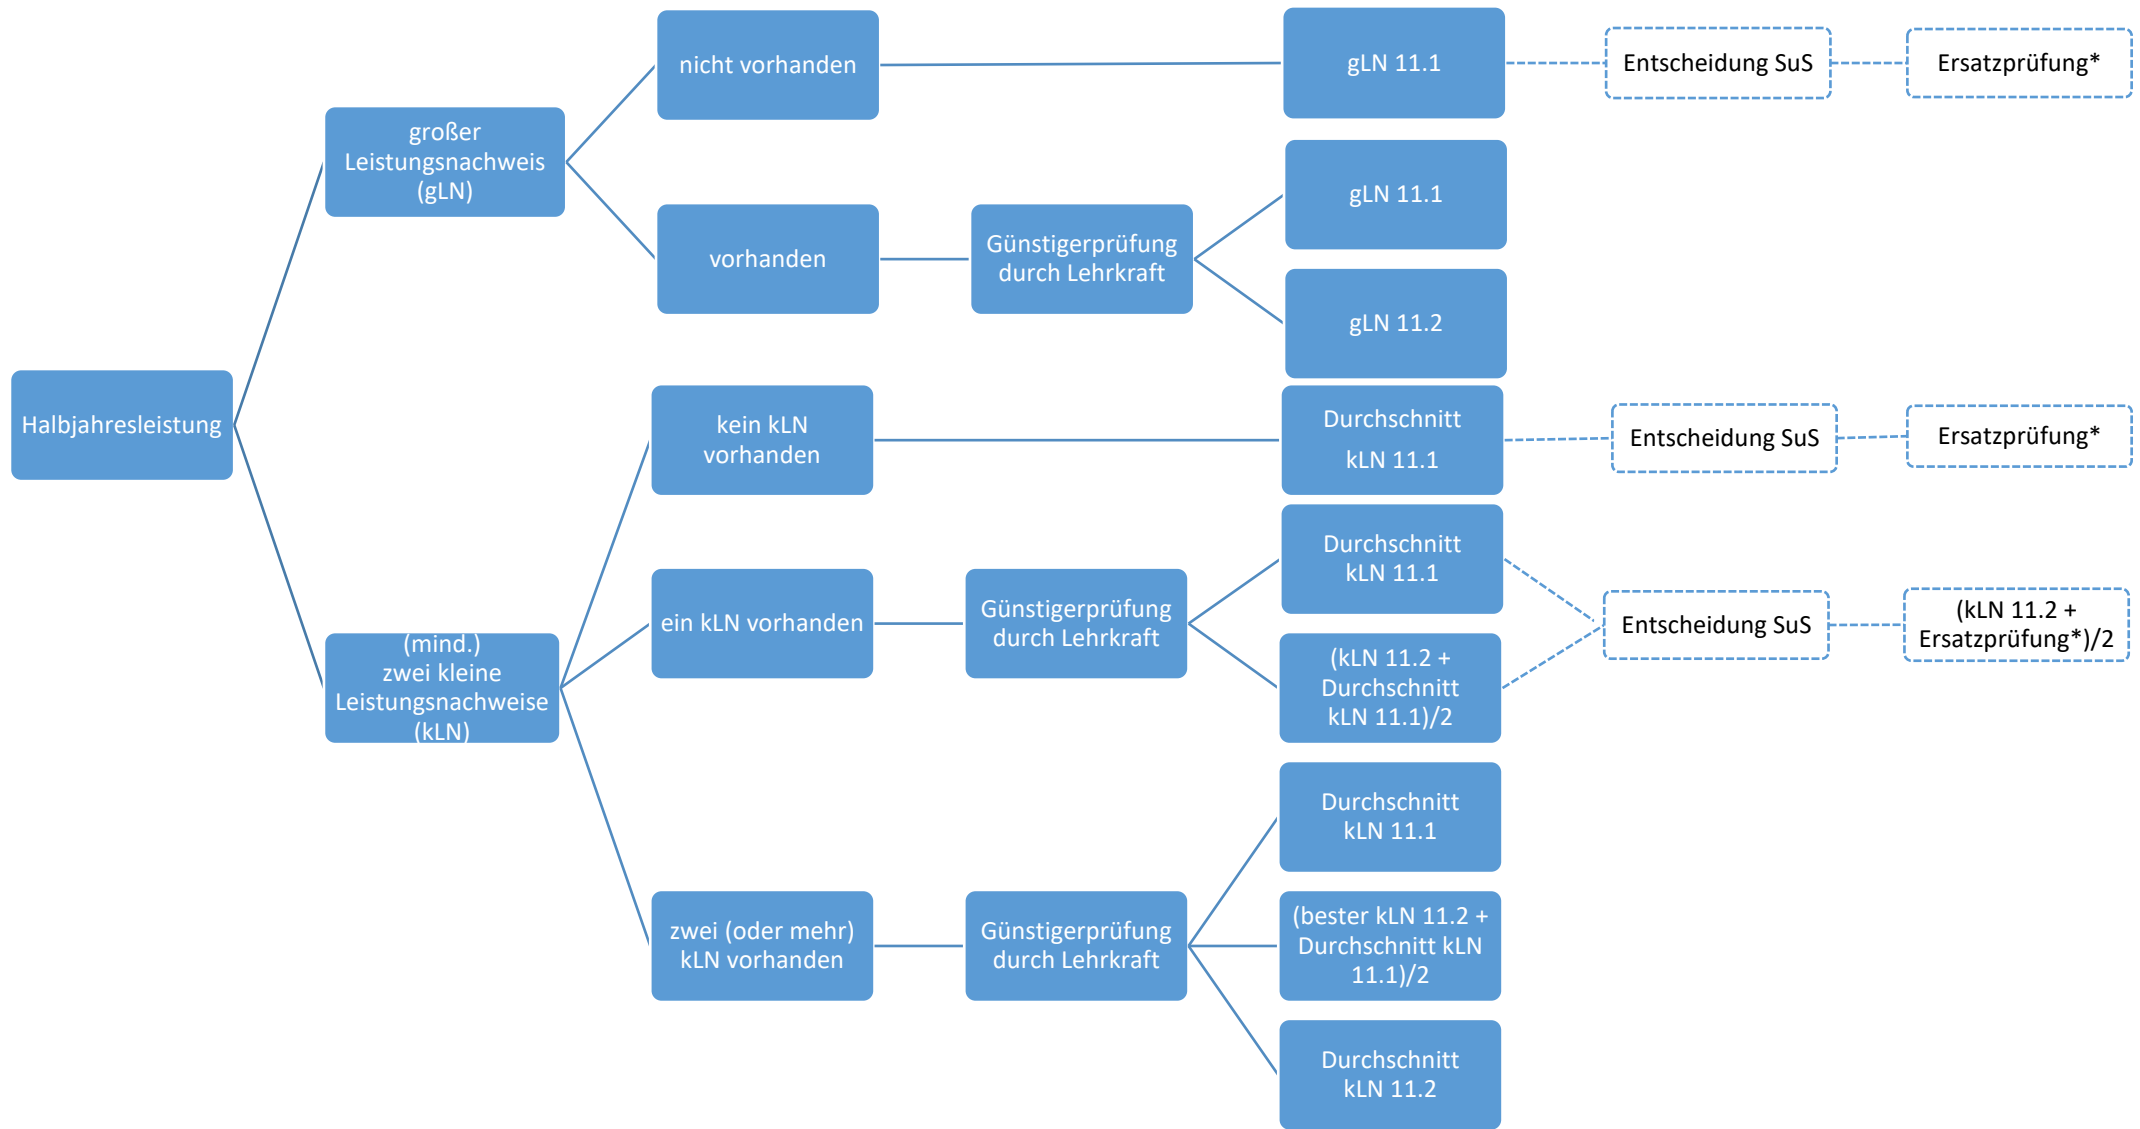 Halbjahresleistung
großer
Leistungsnachweis
(gLN)
nicht vorhanden
gLN 11.1
Entscheidung SuS
Ersatzprüfung*
vorhanden
Günstigerprüfung
durch Lehrkraft
gLN 11.1
gLN 11.2
(mind.)
zwei kleine
Leistungsnachweise
(kLN)
kein kLN
vorhanden
Durchschnitt
kLN 11.1
Entscheidung SuS
Ersatzprüfung*
ein kLN vorhanden
Günstigerprüfung
durch Lehrkraft
Durchschnitt
kLN 11.1
(kLN 11.2 +
Durchschnitt
kLN 11.1)/2
Entscheidung SuS
(kLN 11.2 +
Ersatzprüfung*)/2
zwei (oder mehr)
kLN vorhanden
Günstigerprüfung
durch Lehrkraft
Durchschnitt
kLN 11.1
(bester kLN 11.2 +
Durchschnitt kLN
11.1)/2
Durchschnitt
kLN 11.2